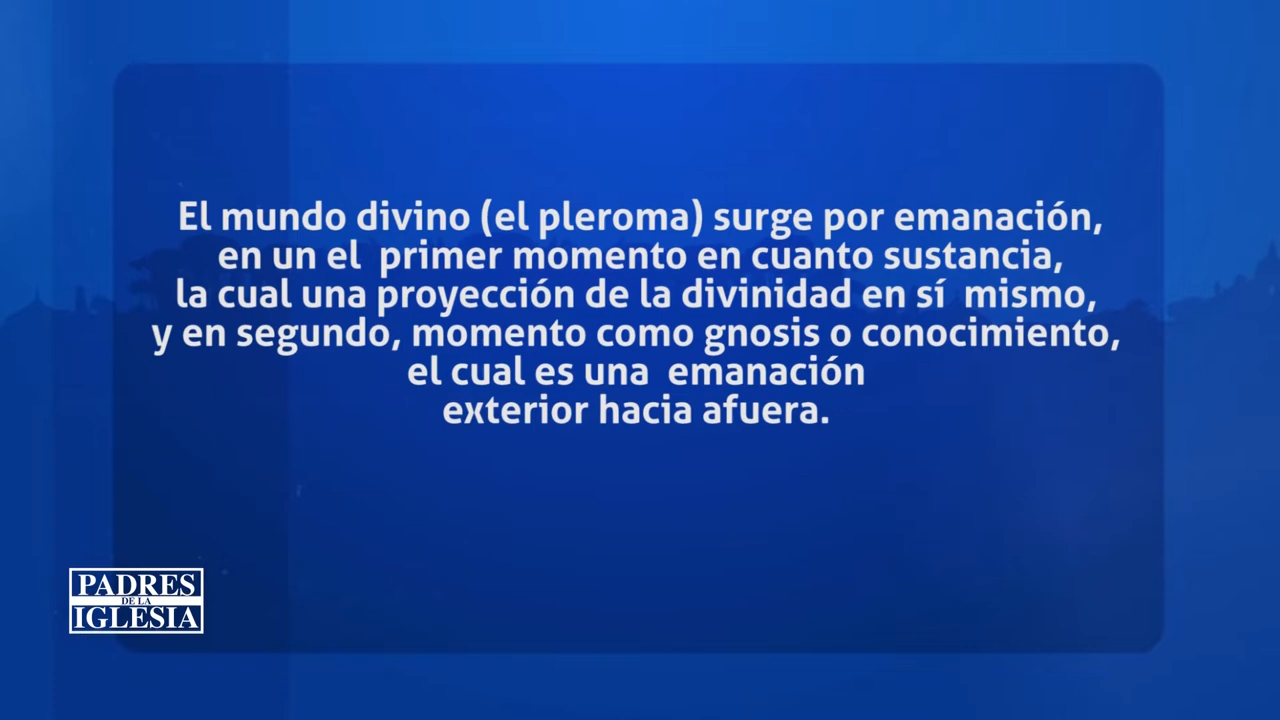 El mundo divino (el pleroma) surge por emanación,
en un el  primer momento en cuanto sustancia,
la cual una proyección de la divinidad en sí  mismo,
y en segundo, momento como gnosis o conocimiento,
el cual es una  emanación
exterior hacia afuera.
PADRES
DE LA
IGLESIA